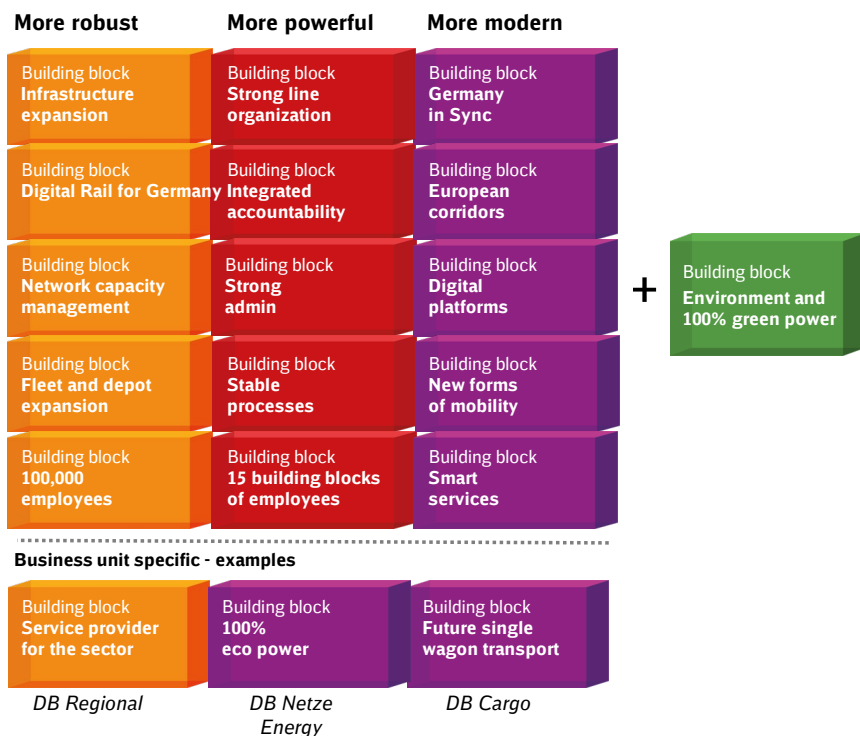 More robust
More powerful
More modern
Building block
Infrastructure
expansion
Building block
Strong line
organization
Building block
Germany
in Sync
Building block
Digital Rail for Germany
Building block
Integrated
accountability
Building block
European
corridors
Building block
Network capacity
management
Building block
Strong
admin
Building block
Digital
platforms
+
Building block
Environment and
100% green power
Building block
Fleet and depot
expansion
Building block
Stable
processes
Building block
New forms
of mobility
Building block
100,000
employees
Building block
15 building blocks
of employees
Building block
Smart
services
Business unit specific - examples
Building block
Service provider
for the sector
Building block
100%
eco power
Building block
Future single
wagon transport
DB Regional
DB Netze
Energy
DB Cargo